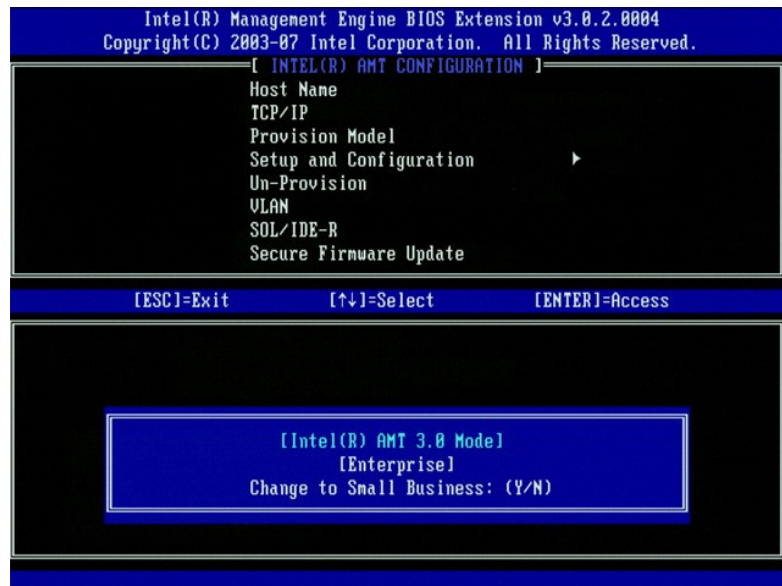 Intel(R) Management Engine BIOS Extension v3.0.2.0004
Copyright(C) 2003-07 Intel Corporation. All Rights Reserved.
[ INTEL(R) AMT CONFIGURATION ]
Host Name
TCP/IP
Provision Model
Setup and Configuration ►
Un-Provision
VLAN
SOL/IDE-R
Secure Firmware Update
[ESC]=Exit [↑↓]=Select [ENTER]=Access
[Intel(R) AMT 3.0 Mode]
[Enterprise]
Change to Small Business: (Y/N)